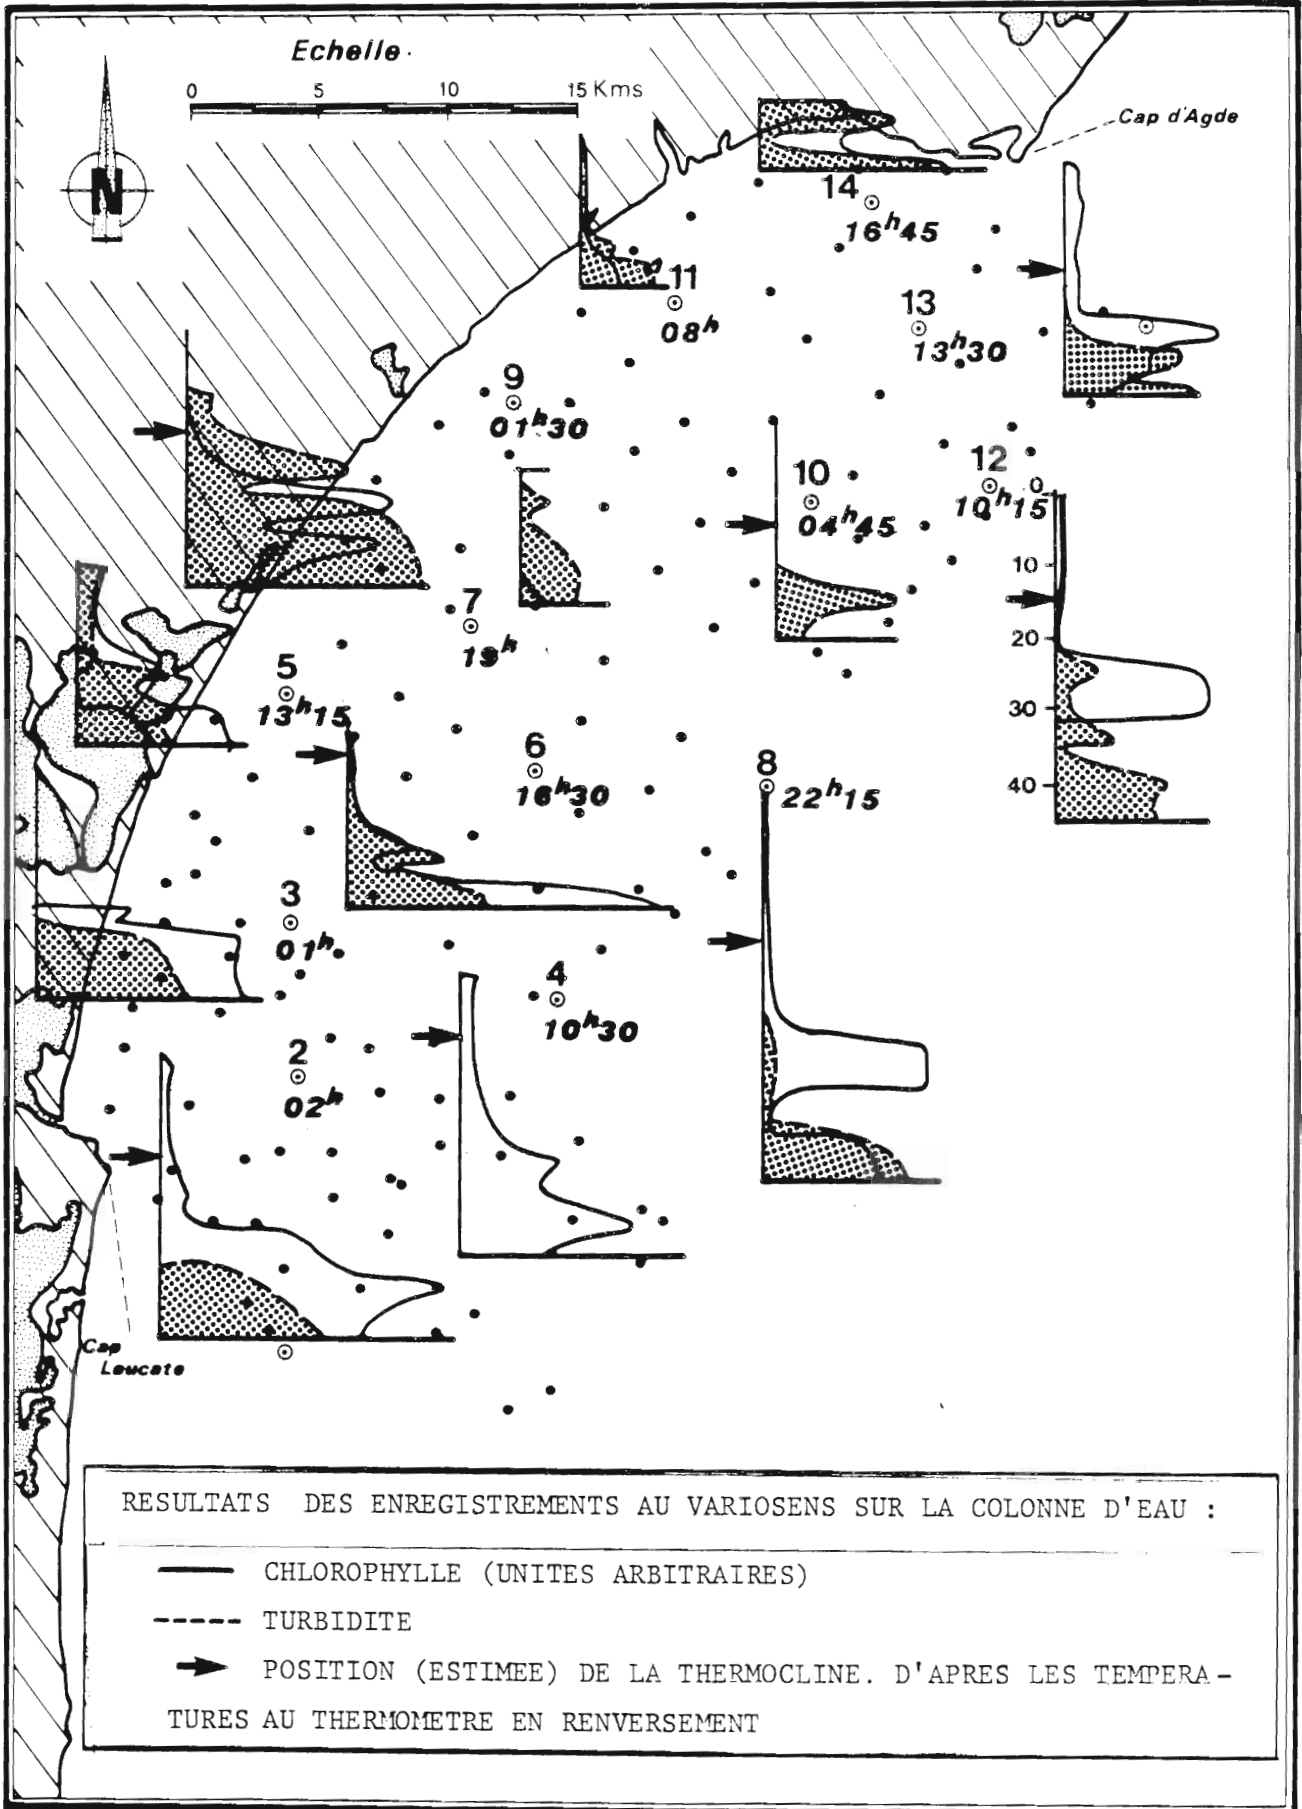 Echelle
0 5 10 15 Kms
N
Cap d'Agde
14
16h45
11
08h
13
13h30
9
01h30
12
10h15
10
04h45
0
10
20
30
40
7
19h
5
13h15
6
16h30
8
22h15
3
01h
4
10h30
2
02h
Cap
Leucate
RESULTATS DES ENREGISTREMENTS AU VARIOSENS SUR LA COLONNE D'EAU :
CHLOROPHYLLE (UNITES ARBITRAIRES)
TURBIDITE
POSITION (ESTIMEE) DE LA THERMOCLINE. D'APRES LES TEMPERA-
TURES AU THERMOMETRE EN RENVERSEMENT